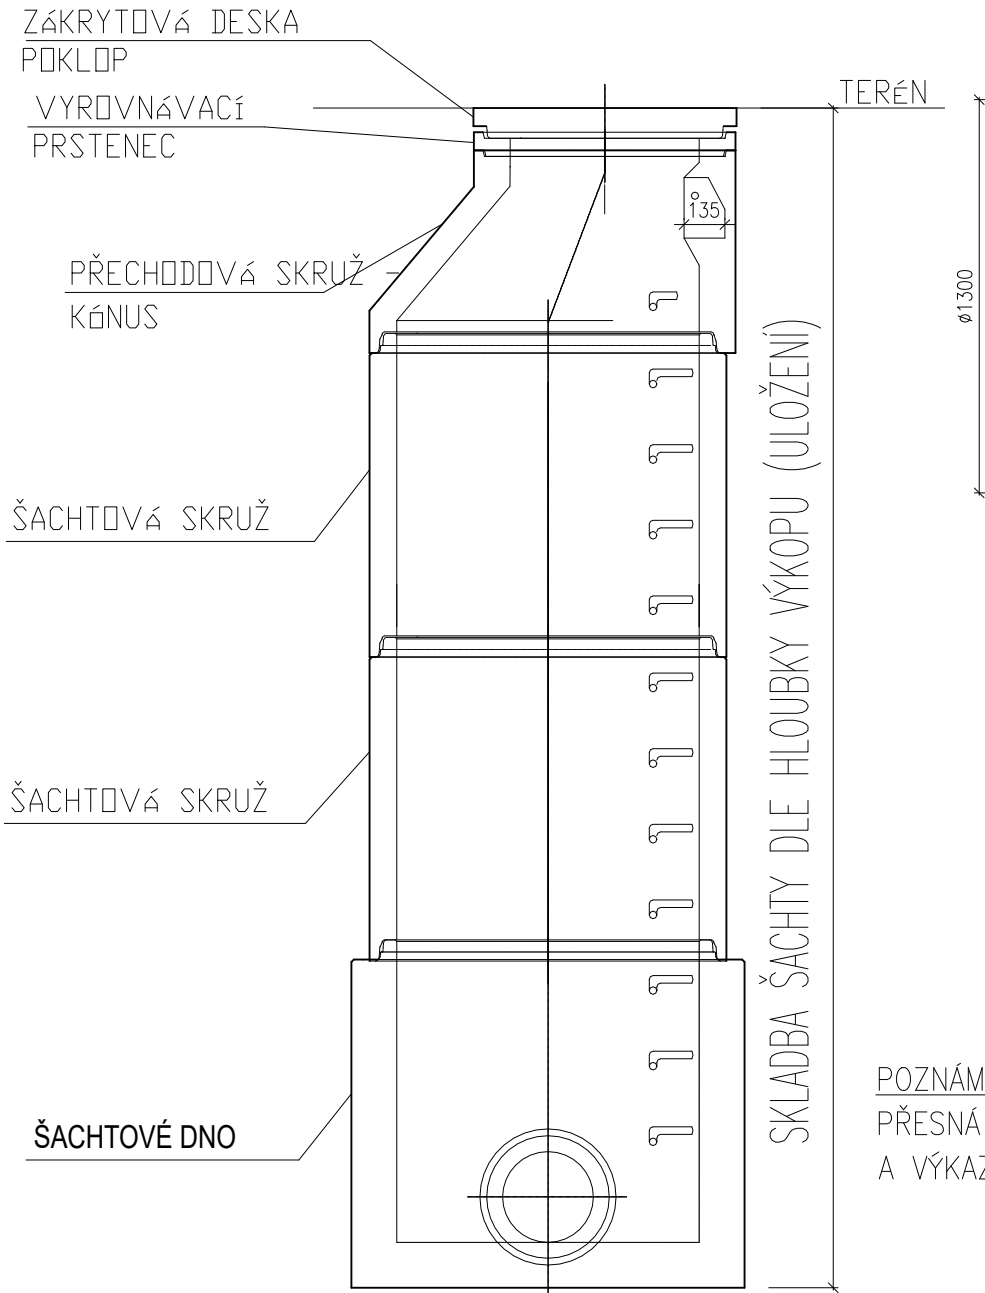 ZÁKRYTOVÁ DESKA
POKLOP
VYROVNÁVACÍ
PRSTENEC
TERÉN
135
PŘECHODOVÁ SKRUŽ
KÓNUS
ø1300
ŠACHTOVÁ SKRUŽ
SKLADBA ŠACHTY DLE HLOUBKY VÝKOPU (ULOŽENÍ)
ŠACHTOVÁ SKRUŽ
ŠACHTOVÉ DNO
POZNÁM
PŘESNÁ
A VÝKAZ